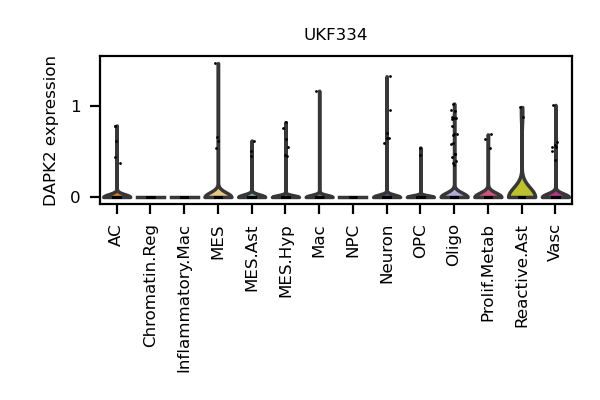 UKF334
DAPK2 expression
1
0
AC
Chromatin.Reg
Inflammatory.Mac
MES
MES.Ast
MES.Hyp
Mac
NPC
Neuron
OPC
Oligo
Prolif.Metab
Reactive.Ast
Vasc